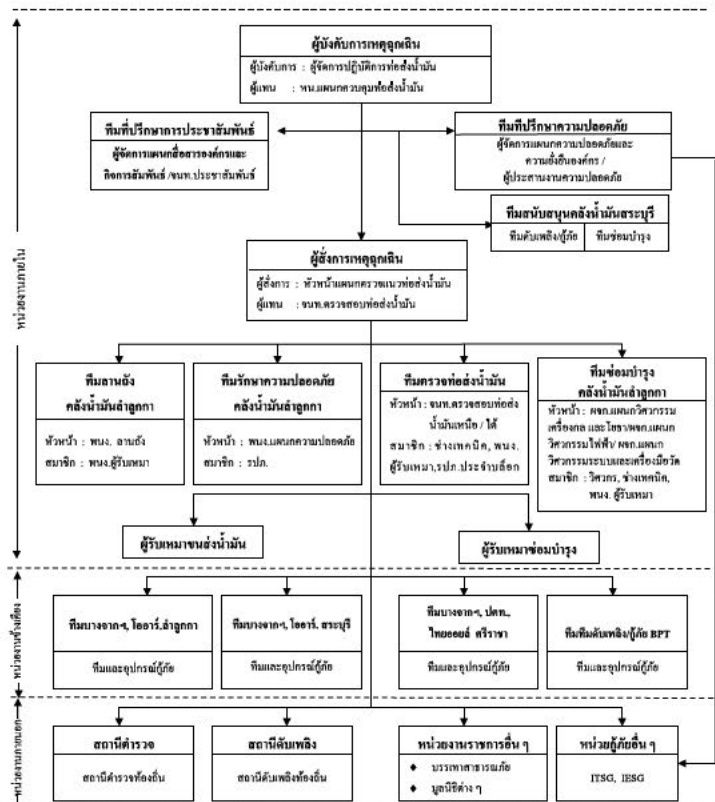 ผู้บังคับการเหตุฉุกเฉิน
ผู้บังคับการ : ผู้จัดการปฏิบัติการท่อส่งน้ำมัน
ผู้แทน : หน.แผนกควบคุมท่อส่งน้ำมัน
ทีมที่ปรึกษาการประชาสัมพันธ์
ผู้จัดการแผนกสื่อสารองค์กรและ
กิจการสัมพันธ์ /จนท.ประชาสัมพันธ์
ทีมที่ปรึกษาความปลอดภัย
ผู้จัดการแผนกความปลอดภัยและ
ความยั่งยืนองค์กร /
ผู้ประสานงานความปลอดภัย
ทีมสนับสนุนคลังน้ำมันสระบุรี
ทีมดับเพลิง/กู้ภัย
ทีมซ่อมบำรุง
หน่วยงานภายใน
ผู้สั่งการเหตุฉุกเฉิน
ผู้สั่งการ : หัวหน้าแผนกตรวจแนวท่อส่งน้ำมัน
ผู้แทน : จนท.ตรวจสอบท่อส่งน้ำมัน
ทีมลานถัง
คลังน้ำมันลำลูกกา
หัวหน้า : พนง. ลานถัง
สมาชิก : พนง.ผู้รับเหมา
ทีมรักษาความปลอดภัย
คลังน้ำมันลำลูกกา
หัวหน้า : พนง.แผนกความปลอดภัย
สมาชิก : รปภ.
ทีมตรวจท่อส่งน้ำมัน
หัวหน้า : จนท.ตรวจสอบท่อส่ง
น้ำมันเหนือ / ใต้
สมาชิก : ช่างเทคนิค, พนง.
ผู้รับเหมา,รปภ.ประจำบล็อก
ทีมซ่อมบำรุง
คลังน้ำมันลำลูกกา
หัวหน้า : ผจก.แผนกวิศวกรรม
เครื่องกล และโยธา/ผจก.แผนก
วิศวกรรมไฟฟ้า/ ผจก.แผนก
วิศวกรรมระบบและเครื่องมือวัด
สมาชิก : วิศวกร, ช่างเทคนิค,
พนง. ผู้รับเหมา
ผู้รับเหมาขนส่งน้ำมัน
ผู้รับเหมาซ่อมบำรุง
หน่วยงานข้างเคียง
ทีมบางจากฯ, โออาร์.ลำลูกกา
ทีมและอุปกรณ์กู้ภัย
ทีมบางจากฯ, โออาร์. สระบุรี
ทีมและอุปกรณ์กู้ภัย
ทีมบางจากฯ, ปตท.,
ไทยออยล์ ศรีราชา
ทีมและอุปกรณ์กู้ภัย
ทีมทีมดับเพลิง/กู้ภัย BPT
ทีมและอุปกรณ์กู้ภัย
หน่วยงานภายนอก
สถานีตำรวจ
สถานีตำรวจท้องถิ่น
สถานีดับเพลิง
สถานีดับเพลิงท้องถิ่น
หน่วยงานราชการอื่น ๆ
♦ บรรเทาสาธารณภัย
♦ มูลนิธิต่าง ๆ
หน่วยกู้ภัยอื่น ๆ
ITSG, IESG